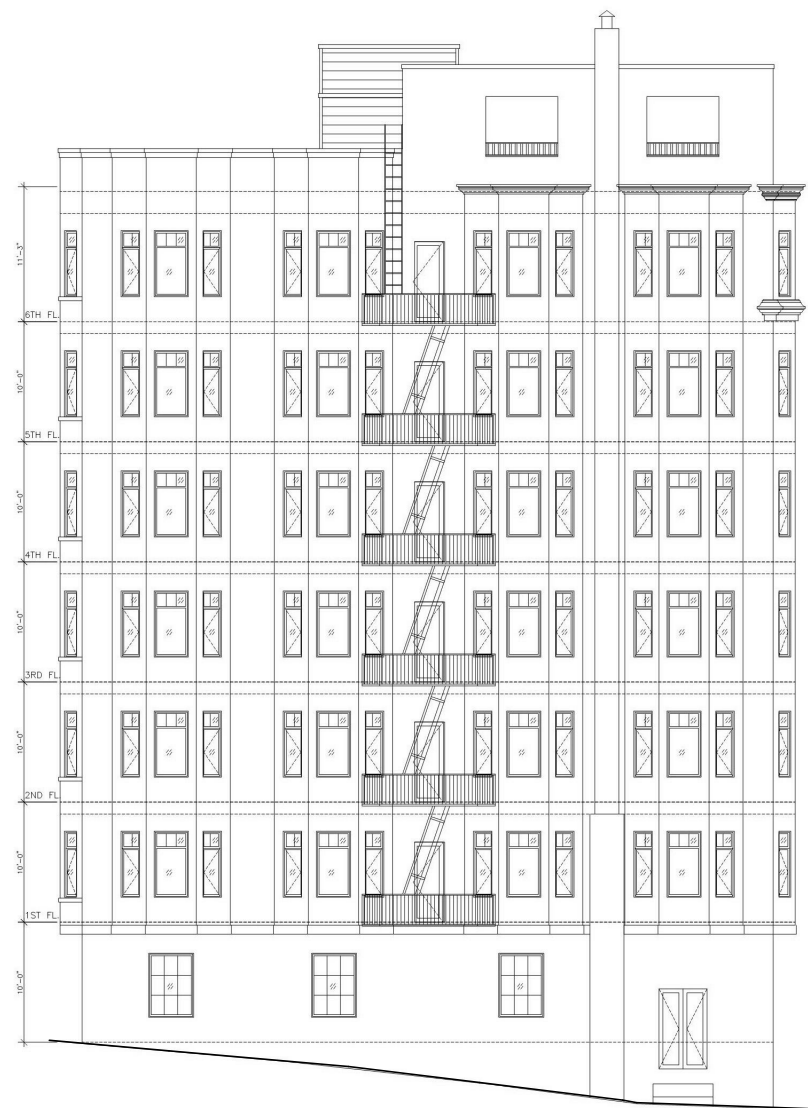 11'-3"
6TH FL.
10'-0"
5TH FL.
10'-0"
4TH FL.
10'-0"
3RD FL.
10'-0"
2ND FL.
10'-0"
1ST FL.
10'-0"